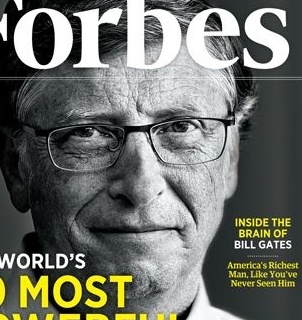 Forbes
INSIDE THE
BRAIN OF
BILL GATES
America's Richest
Man, Like You've
Never Seen Him
WORLD'S
MOST